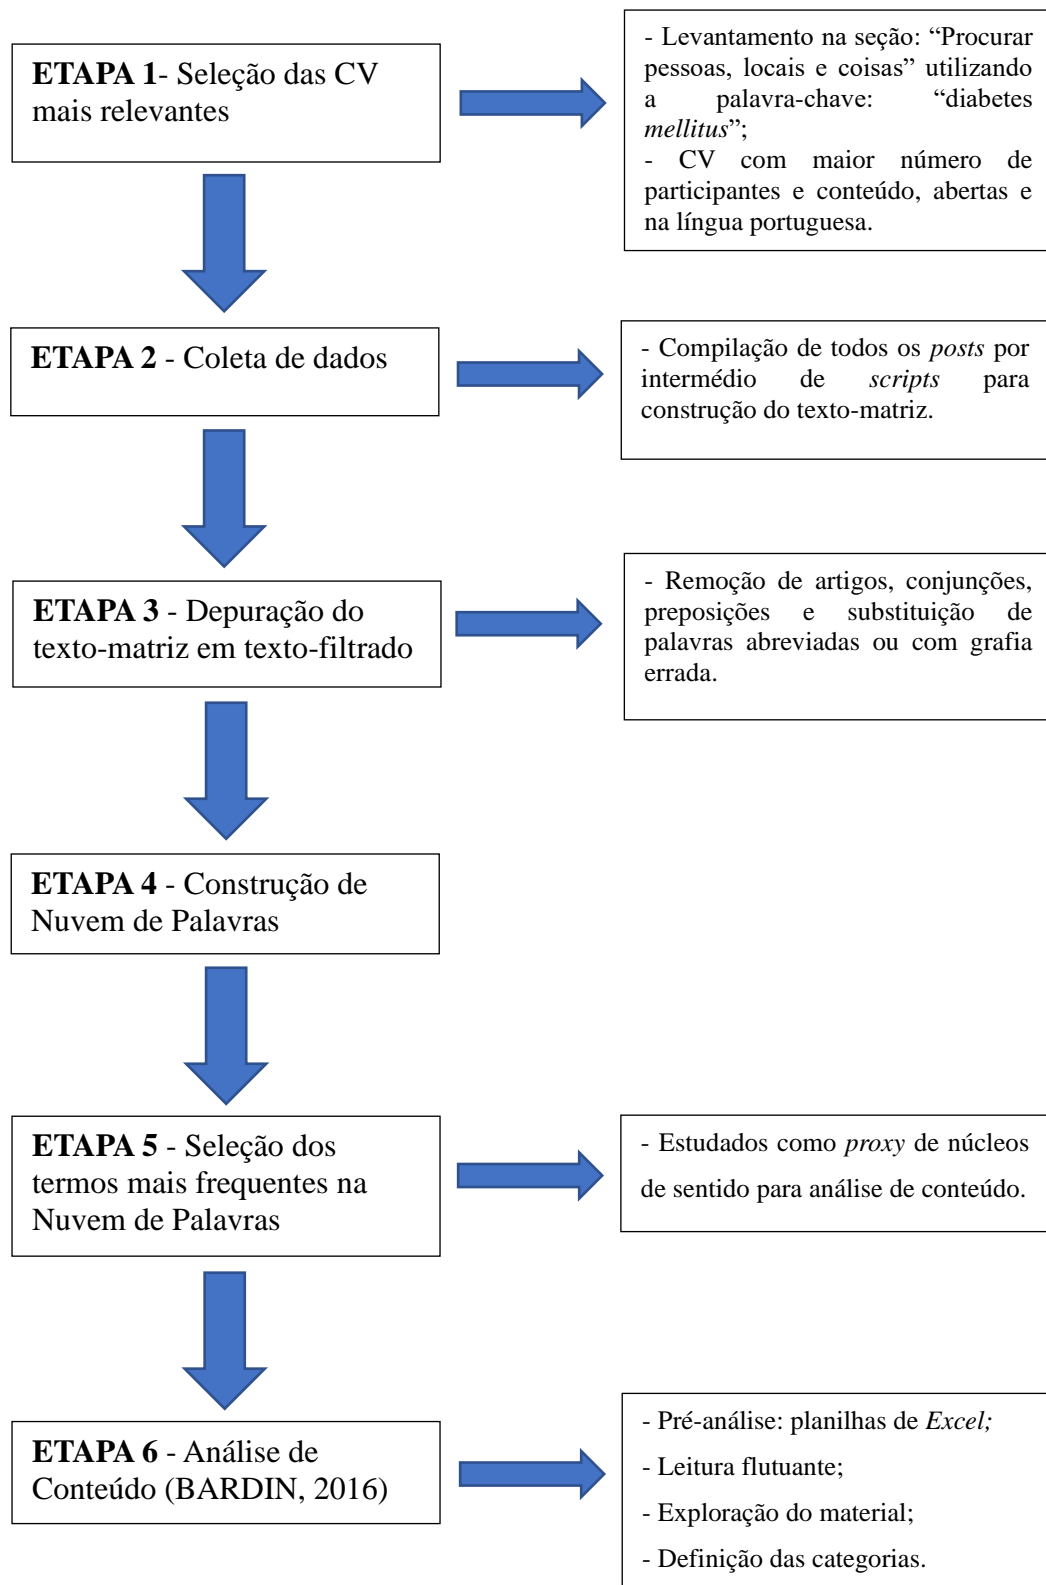 ETAPA 1- Seleção das CV
mais relevantes
- Levantamento na seção: “Procurar
pessoas, locais e coisas” utilizando
a palavra-chave: “diabetes
mellitus”;
- CV com maior número de
participantes e conteúdo, abertas e
na língua portuguesa.
ETAPA 2 - Coleta de dados
- Compilação de todos os posts por
intermédio de scripts para
construção do texto-matriz.
ETAPA 3 - Depuração do
texto-matriz em texto-filtrado
- Remoção de artigos, conjunções,
preposições e substituição de
palavras abreviadas ou com grafia
errada.
ETAPA 4 - Construção de
Nuvem de Palavras
ETAPA 5 - Seleção dos
termos mais frequentes na
Nuvem de Palavras
- Estudados como proxy de núcleos
de sentido para análise de conteúdo.
ETAPA 6 - Análise de
Conteúdo (BARDIN, 2016)
- Pré-análise: planilhas de Excel;
- Leitura flutuante;
- Exploração do material;
- Definição das categorias.